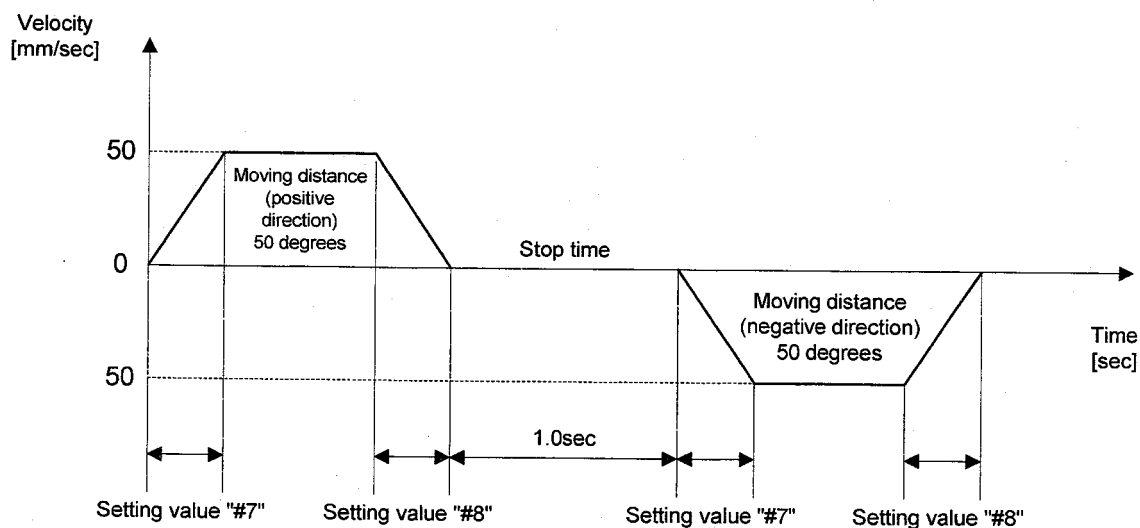 Velocity
[mm/sec]
50
Moving distance
(positive
direction)
50 degrees
0
Stop time
Moving distance
(negative direction)
50 degrees
Time
[sec]
50
1.0sec
Setting value "#7"
Setting value "#8"
Setting value "#7"
Setting value "#8"